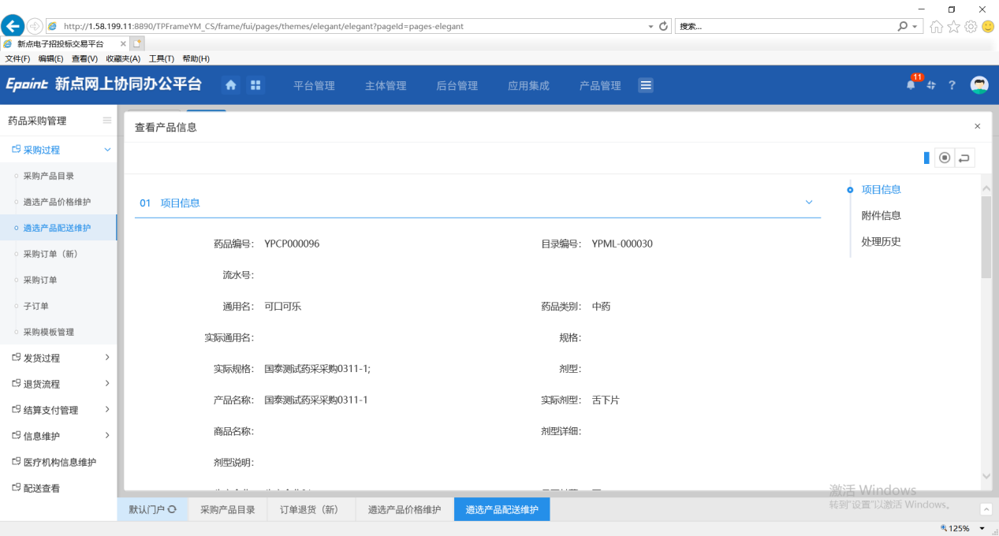 http://1.58.199.11:8890/TPFrameYM_CS/frame/fui/pages/themes/elegant/elegant?pageId=pages-elegant
搜索...
新点电子招投标交易平台
文件(F) 编辑(E) 查看(V) 收藏夹(A) 工具(T) 帮助(H)
Epoint 新点网上协同办公平台
平台管理 主体管理 后台管理 应用集成 产品管理
11
药品采购管理
采购过程
采购产品目录
遴选产品价格维护
遴选产品配送维护
采购订单（新）
采购订单
子订单
采购模板管理
发货过程
退货流程
结算支付管理
信息维护
医疗机构信息维护
配送查看
查看产品信息
01 项目信息
药品编号： YPCP000096
目录编号： YPML-000030
流水号：
通用名： 可口可乐
药品类别： 中药
实际通用名：
规格：
实际规格： 国泰测试药采采购0311-1;
剂型：
产品名称： 国泰测试药采采购0311-1
实际剂型： 舌下片
商品名称：
剂型详细：
剂型说明：
项目信息
附件信息
处理历史
激活 Windows
转到"设置"以激活 Windows。
默认门户 采购产品目录 订单退货（新） 遴选产品价格维护 遴选产品配送维护
125%